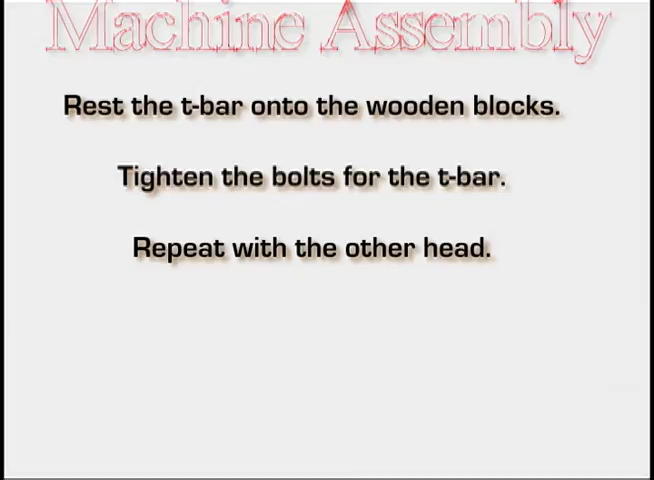 Machine Assembly
Rest the t-bar onto the wooden blocks.
Tighten the bolts for the t-bar.
Repeat with the other head.